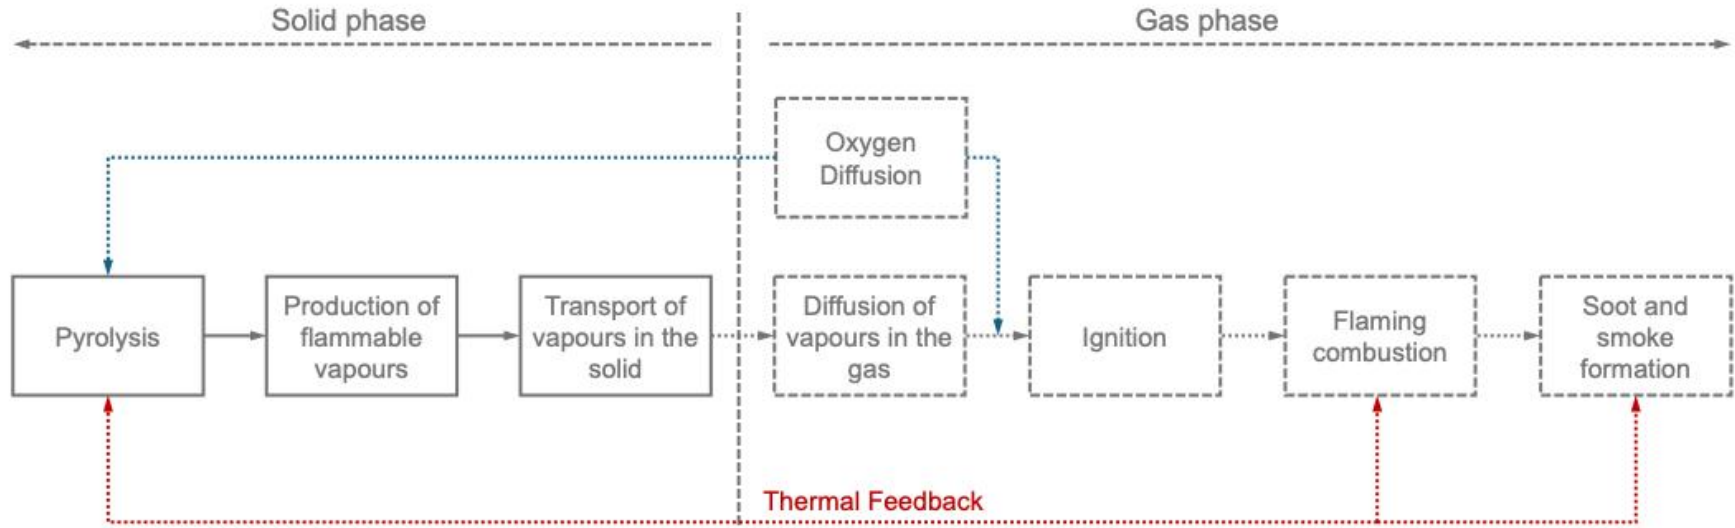 Solid phase
Gas phase
Oxygen
Diffusion
Pyrolysis
Production of
flammable
vapours
Transport of
vapours in the
solid
Diffusion of
vapours in the
gas
Ignition
Flaming
combustion
Soot and
smoke
formation
Thermal Feedback